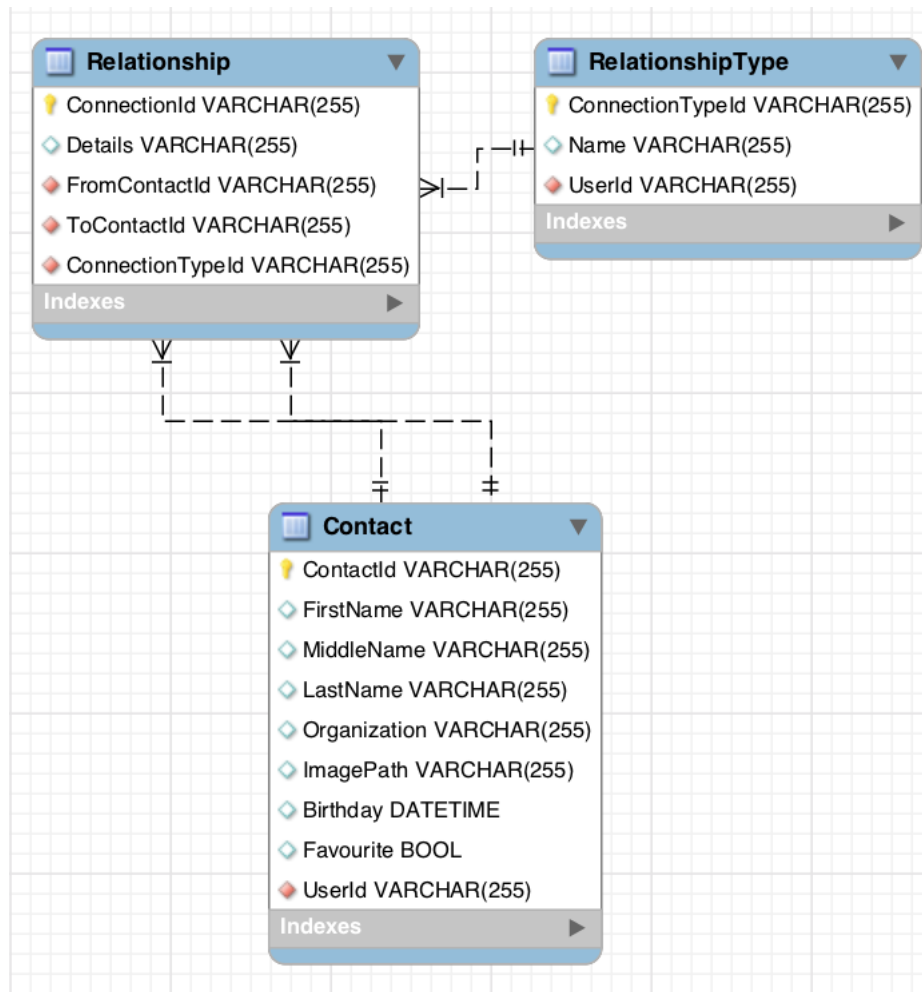 Relationship
ConnectionId VARCHAR(255)
Details VARCHAR(255)
FromContactId VARCHAR(255)
ToContactId VARCHAR(255)
ConnectionTypeId VARCHAR(255)
Indexes
RelationshipType
ConnectionTypeId VARCHAR(255)
Name VARCHAR(255)
UserId VARCHAR(255)
Indexes
Contact
ContactId VARCHAR(255)
FirstName VARCHAR(255)
MiddleName VARCHAR(255)
LastName VARCHAR(255)
Organization VARCHAR(255)
ImagePath VARCHAR(255)
Birthday DATETIME
Favourite BOOL
UserId VARCHAR(255)
Indexes